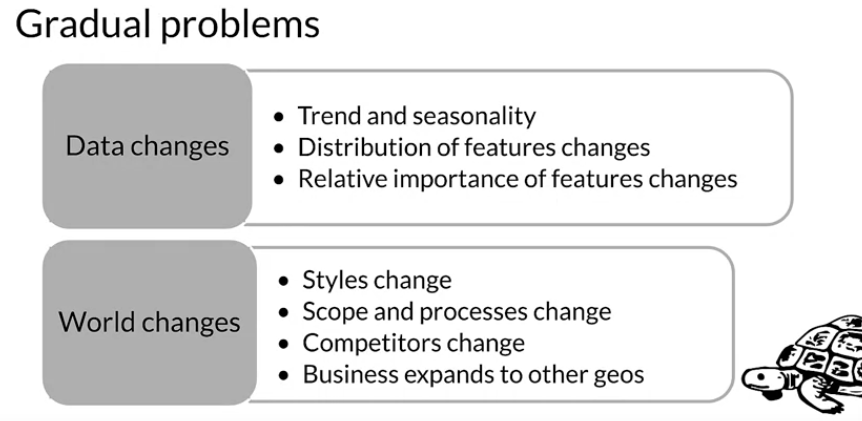 Gradual problems
Data changes
• Trend and seasonality
• Distribution of features changes
• Relative importance of features changes
World changes
• Styles change
• Scope and processes change
• Competitors change
• Business expands to other geos